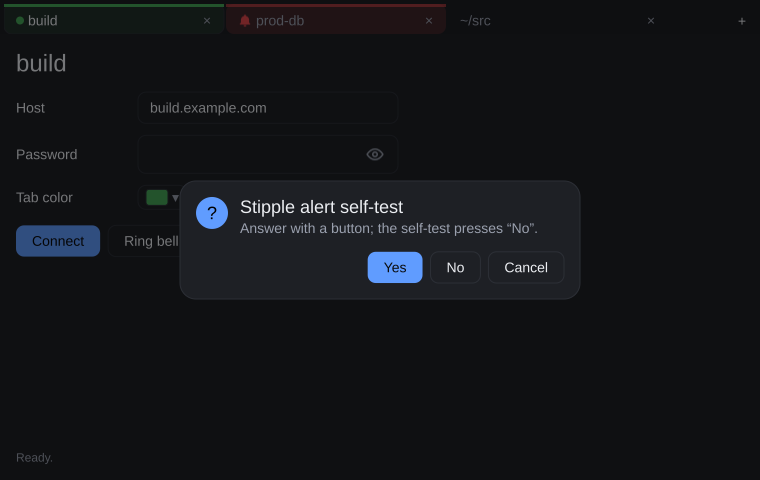 build × prod-db × ~/src × +
build
Host build.example.com
Password
Tab color
Connect Ring bell
Stipple alert self-test
Answer with a button; the self-test presses “No”.
Yes No Cancel
Ready.